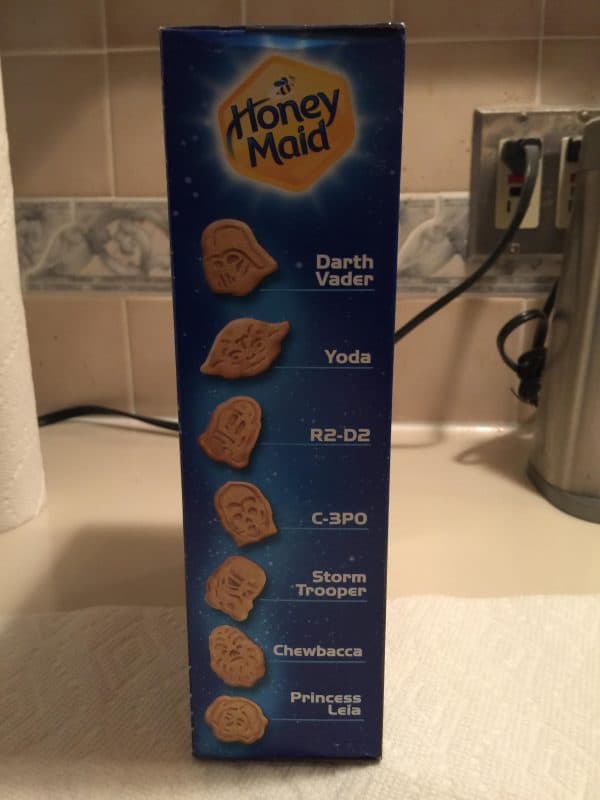 Honey
Maid
Darth
Vader
Yoda
R2-D2
C-3PO
Storm
Trooper
Chewbacca
Princess
Leia